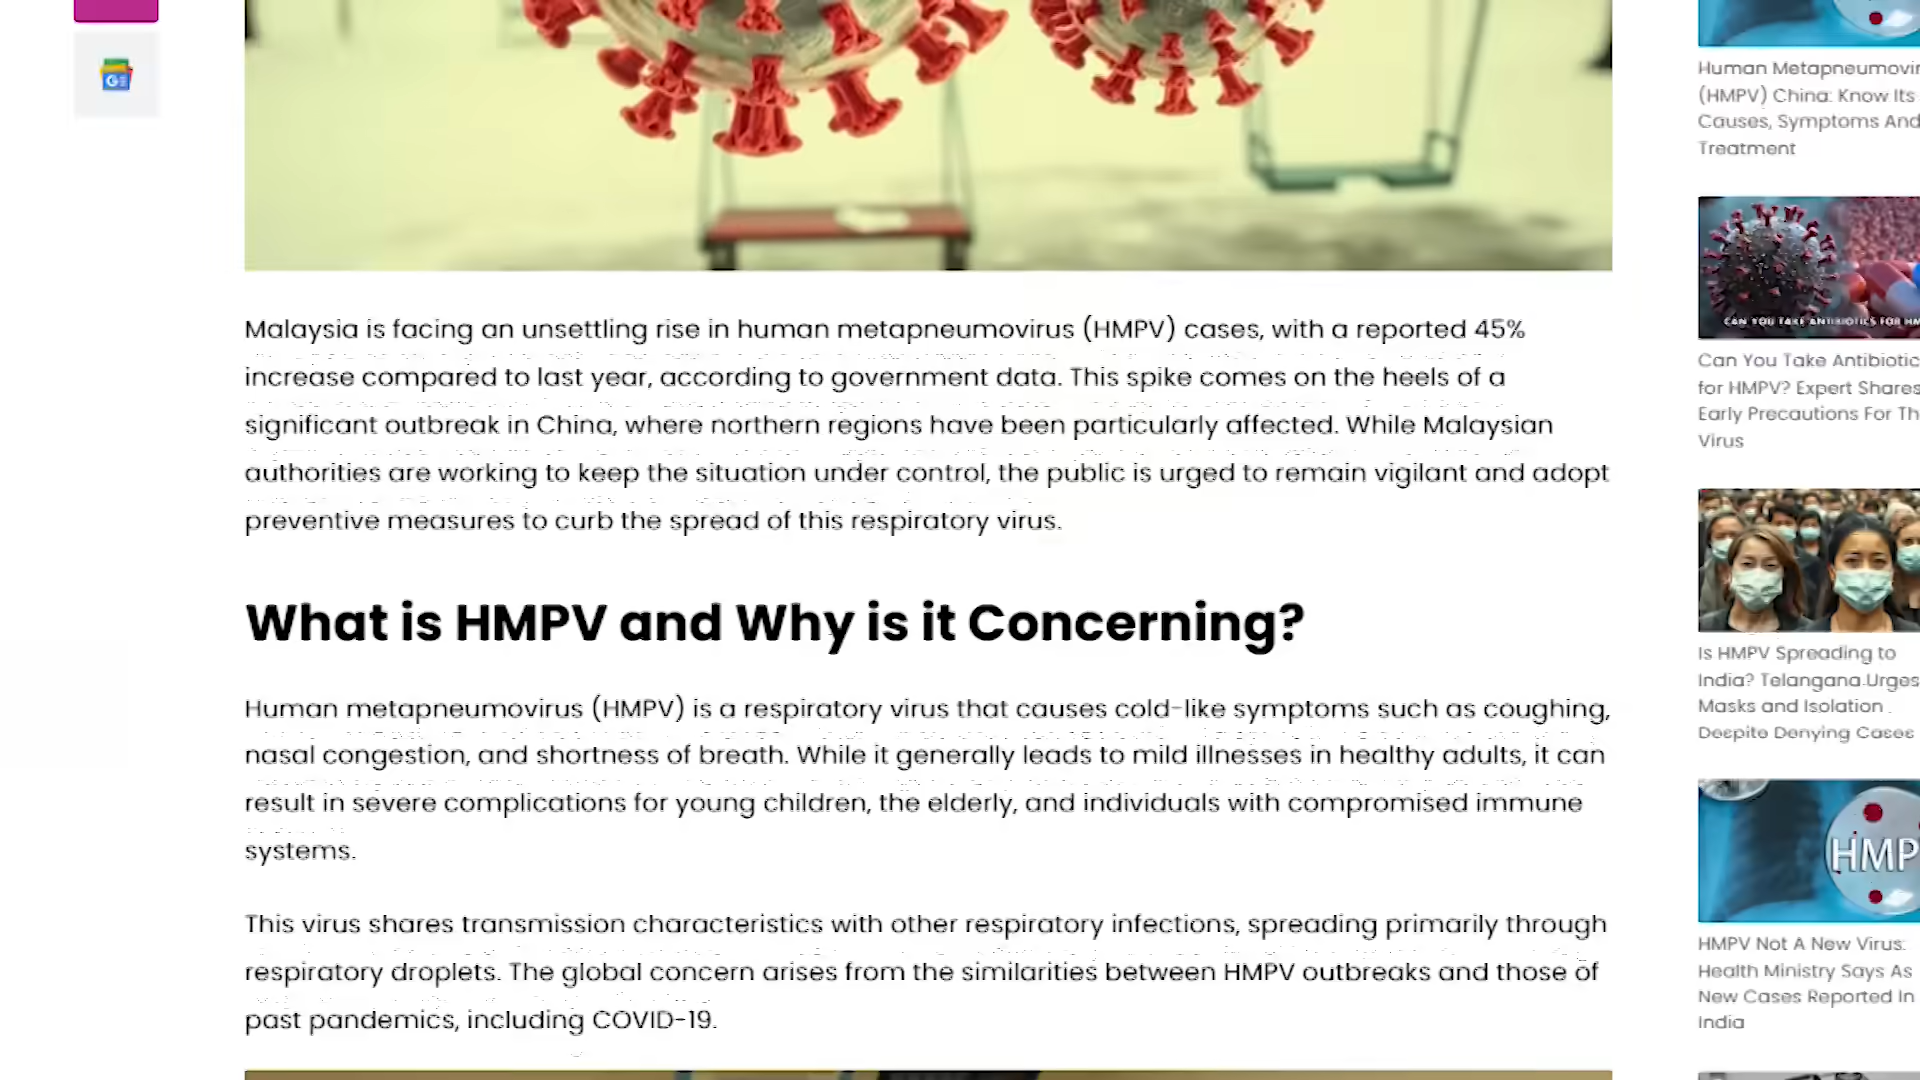 Malaysia is facing an unsettling rise in human metapneumovirus (HMPV) cases, with a reported 45%
increase compared to last year, according to government data. This spike comes on the heels of a
significant outbreak in China, where northern regions have been particularly affected. While Malaysian
authorities are working to keep the situation under control, the public is urged to remain vigilant and adopt
preventive measures to curb the spread of this respiratory virus.
What is HMPV and Why is it Concerning?
Human metapneumovirus (HMPV) is a respiratory virus that causes cold-like symptoms such as coughing,
nasal congestion, and shortness of breath. While it generally leads to mild illnesses in healthy adults, it can
result in severe complications for young children, the elderly, and individuals with compromised immune
systems.
This virus shares transmission characteristics with other respiratory infections, spreading primarily through
respiratory droplets. The global concern arises from the similarities between HMPV outbreaks and those of
past pandemics, including COVID-19.
Human Metapneumovir
(HMPV) China: Know Its
Causes, Symptoms And
Treatment
CAN YOU TAKE ANTIBIOTICS FOR HM
Can You Take Antibiotic
for HMPV? Expert Shares
Early Precautions For Th
Virus
Is HMPV Spreading to
India? Telangana Urges
Masks and Isolation
Despite Denying Cases
HMP
HMPV Not A New Virus:
Health Ministry Says As
New Cases Reported In
India